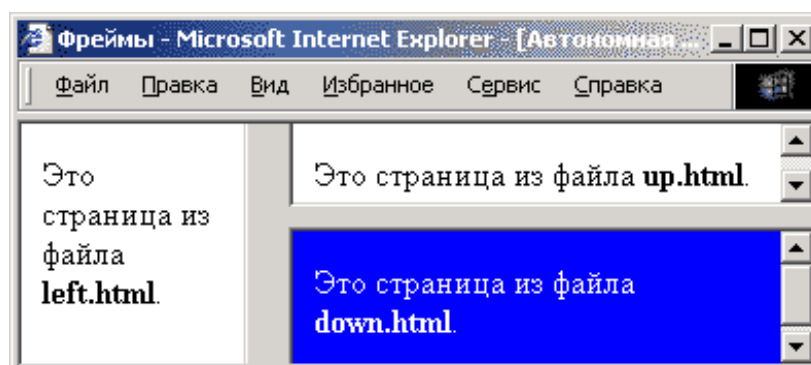 Фреймы - Microsoft Internet Explorer - [Автономная ...
Файл Правка Вид Избранное Сервис Справка
Это
страница из
файла
left.html.
Это страница из файла up.html.
Это страница из файла
down.html.